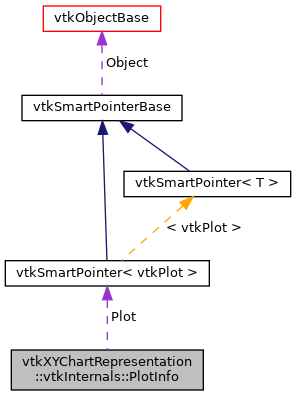 vtkObjectBase
Object
vtkSmartPointerBase
vtkSmartPointer< T >
< vtkPlot >
vtkSmartPointer< vtkPlot >
Plot
vtkXYChartRepresentation
::vtkInternals::PlotInfo